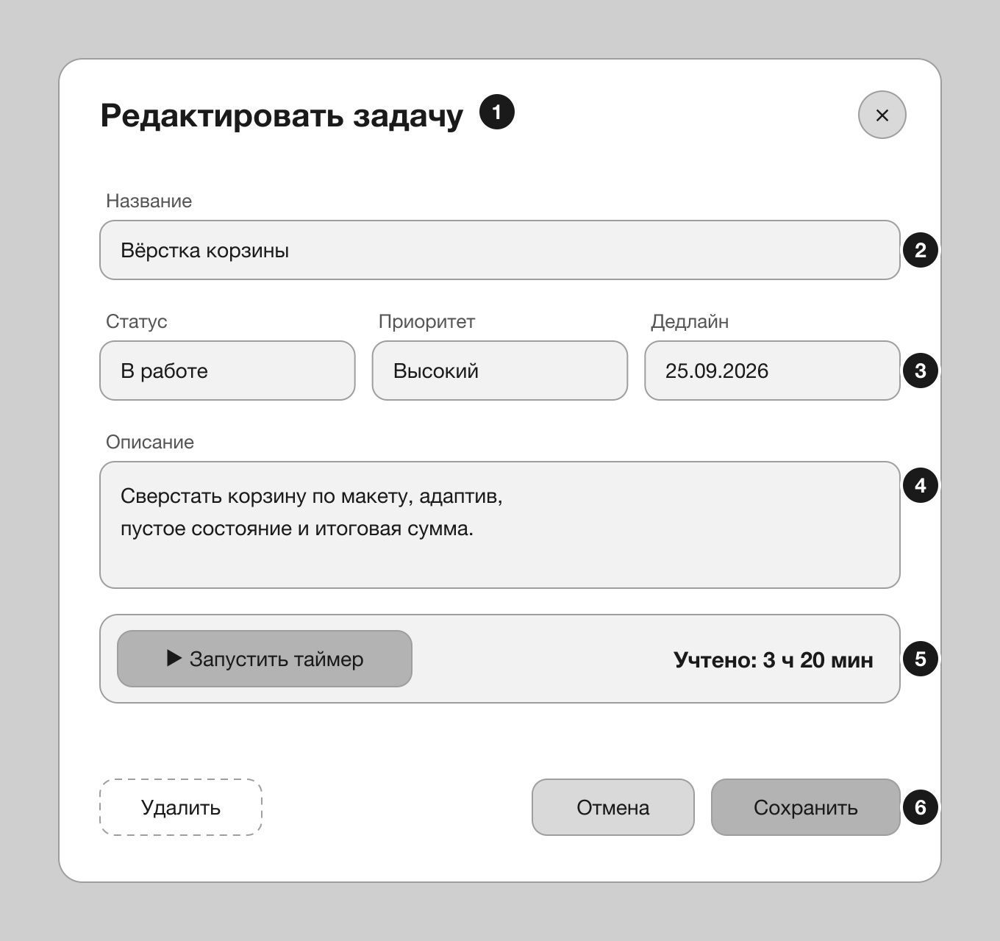 Редактировать задачу 1 ×
Название
Вёрстка корзины 2
Статус Приоритет Дедлайн
В работе Высокий 25.09.2026 3
Описание
Сверстать корзину по макету, адаптив, 4
пустое состояние и итоговая сумма.
▶ Запустить таймер Учтено: 3 ч 20 мин 5
Удалить Отмена Сохранить 6